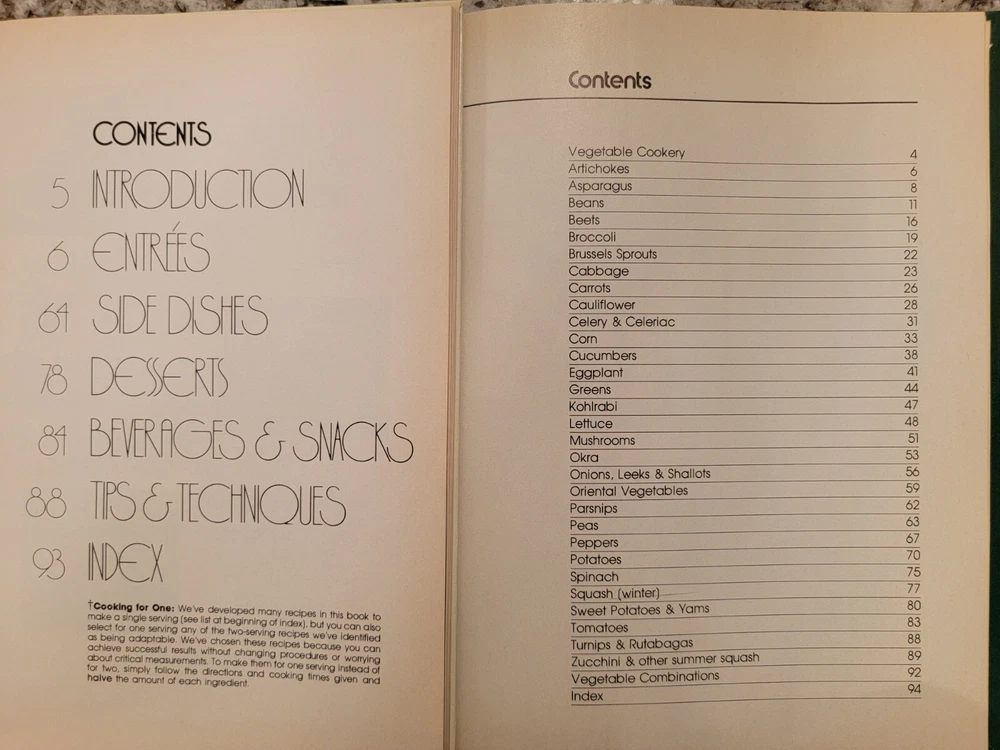 CONTENTS
5 INTRODUCTION
6 ENTRÉES
64 SIDE DISHES
78 DESSERTS
84 BEVERAGES & SNACKS
88 TIPS & TECHNIQUES
93 INDEX
†Cooking for One: We've developed many recipes in this book to
make a single serving (see list at beginning of index), but you can also
select for one serving any of the two-serving recipes we've identified
as being adaptable. We've chosen these recipes because you can
achieve successful results without changing procedures or worrying
about critical measurements. To make them for one serving instead of
for two, simply follow the directions and cooking times given and
halve the amount of each ingredient.
Contents
Vegetable Cookery 4
Artichokes 6
Asparagus 8
Beans 11
Beets 16
Broccoli 19
Brussels Sprouts 22
Cabbage 23
Carrots 26
Cauliflower 28
Celery & Celeriac 31
Corn 33
Cucumbers 38
Eggplant 41
Greens 44
Kohlrabi 47
Lettuce 48
Mushrooms 51
Okra 53
Onions, Leeks & Shallots 56
Oriental Vegetables 59
Parsnips 62
Peas 63
Peppers 67
Potatoes 70
Spinach 75
Squash (winter) 77
Sweet Potatoes & Yams 80
Tomatoes 83
Turnips & Rutabagas 88
Zucchini & other summer squash 89
Vegetable Combinations 92
Index 94